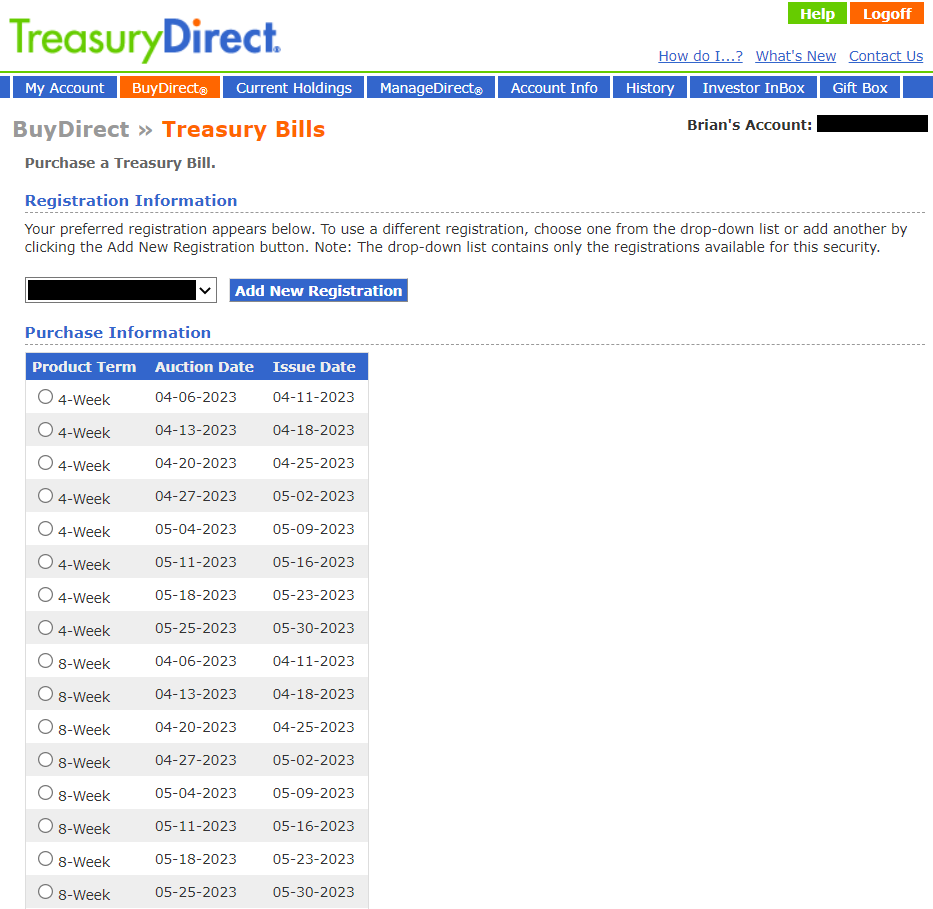 Help Logoff
TreasuryDirect®
How do I...? What's New Contact Us
My Account BuyDirect® Current Holdings ManageDirect® Account Info History Investor InBox Gift Box
BuyDirect » Treasury Bills
Brian's Account:
Purchase a Treasury Bill.
Registration Information
Your preferred registration appears below. To use a different registration, choose one from the drop-down list or add another by
clicking the Add New Registration button. Note: The drop-down list contains only the registrations available for this security.
Add New Registration
Purchase Information
Product Term Auction Date Issue Date
4-Week 04-06-2023 04-11-2023
4-Week 04-13-2023 04-18-2023
4-Week 04-20-2023 04-25-2023
4-Week 04-27-2023 05-02-2023
4-Week 05-04-2023 05-09-2023
4-Week 05-11-2023 05-16-2023
4-Week 05-18-2023 05-23-2023
4-Week 05-25-2023 05-30-2023
8-Week 04-06-2023 04-11-2023
8-Week 04-13-2023 04-18-2023
8-Week 04-20-2023 04-25-2023
8-Week 04-27-2023 05-02-2023
8-Week 05-04-2023 05-09-2023
8-Week 05-11-2023 05-16-2023
8-Week 05-18-2023 05-23-2023
8-Week 05-25-2023 05-30-2023